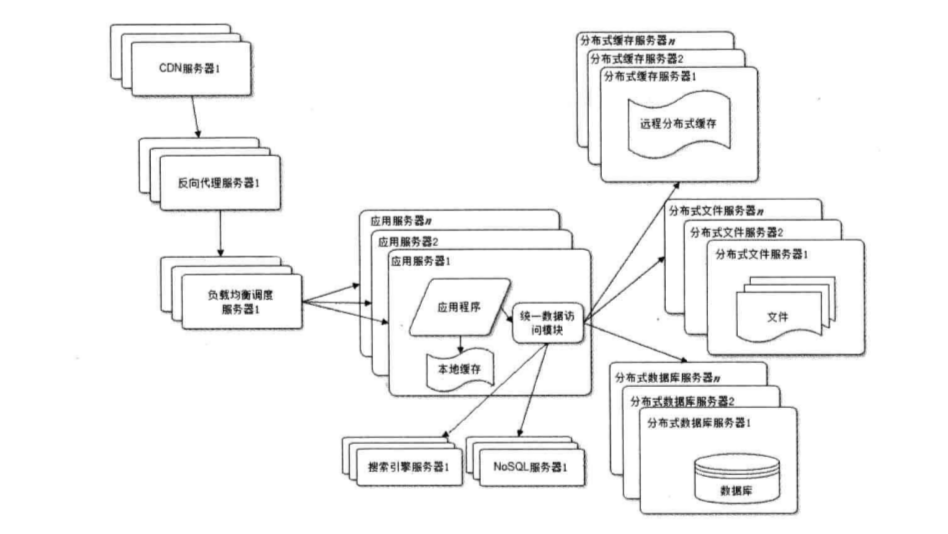 CDN服务器1
反向代理服务器1
负载均衡调度
服务器1
应用服务器n
应用服务器2
应用服务器1
应用程序
统一数据访
问模块
本地缓存
搜索引擎服务器1
NoSQL服务器1
分布式缓存服务器n
分布式缓存服务器2
分布式缓存服务器1
远程分布式缓存
分布式文件服务器n
分布式文件服务器2
分布式文件服务器1
文件
分布式数据库服务器n
分布式数据库服务器2
分布式数据库服务器1
数据库